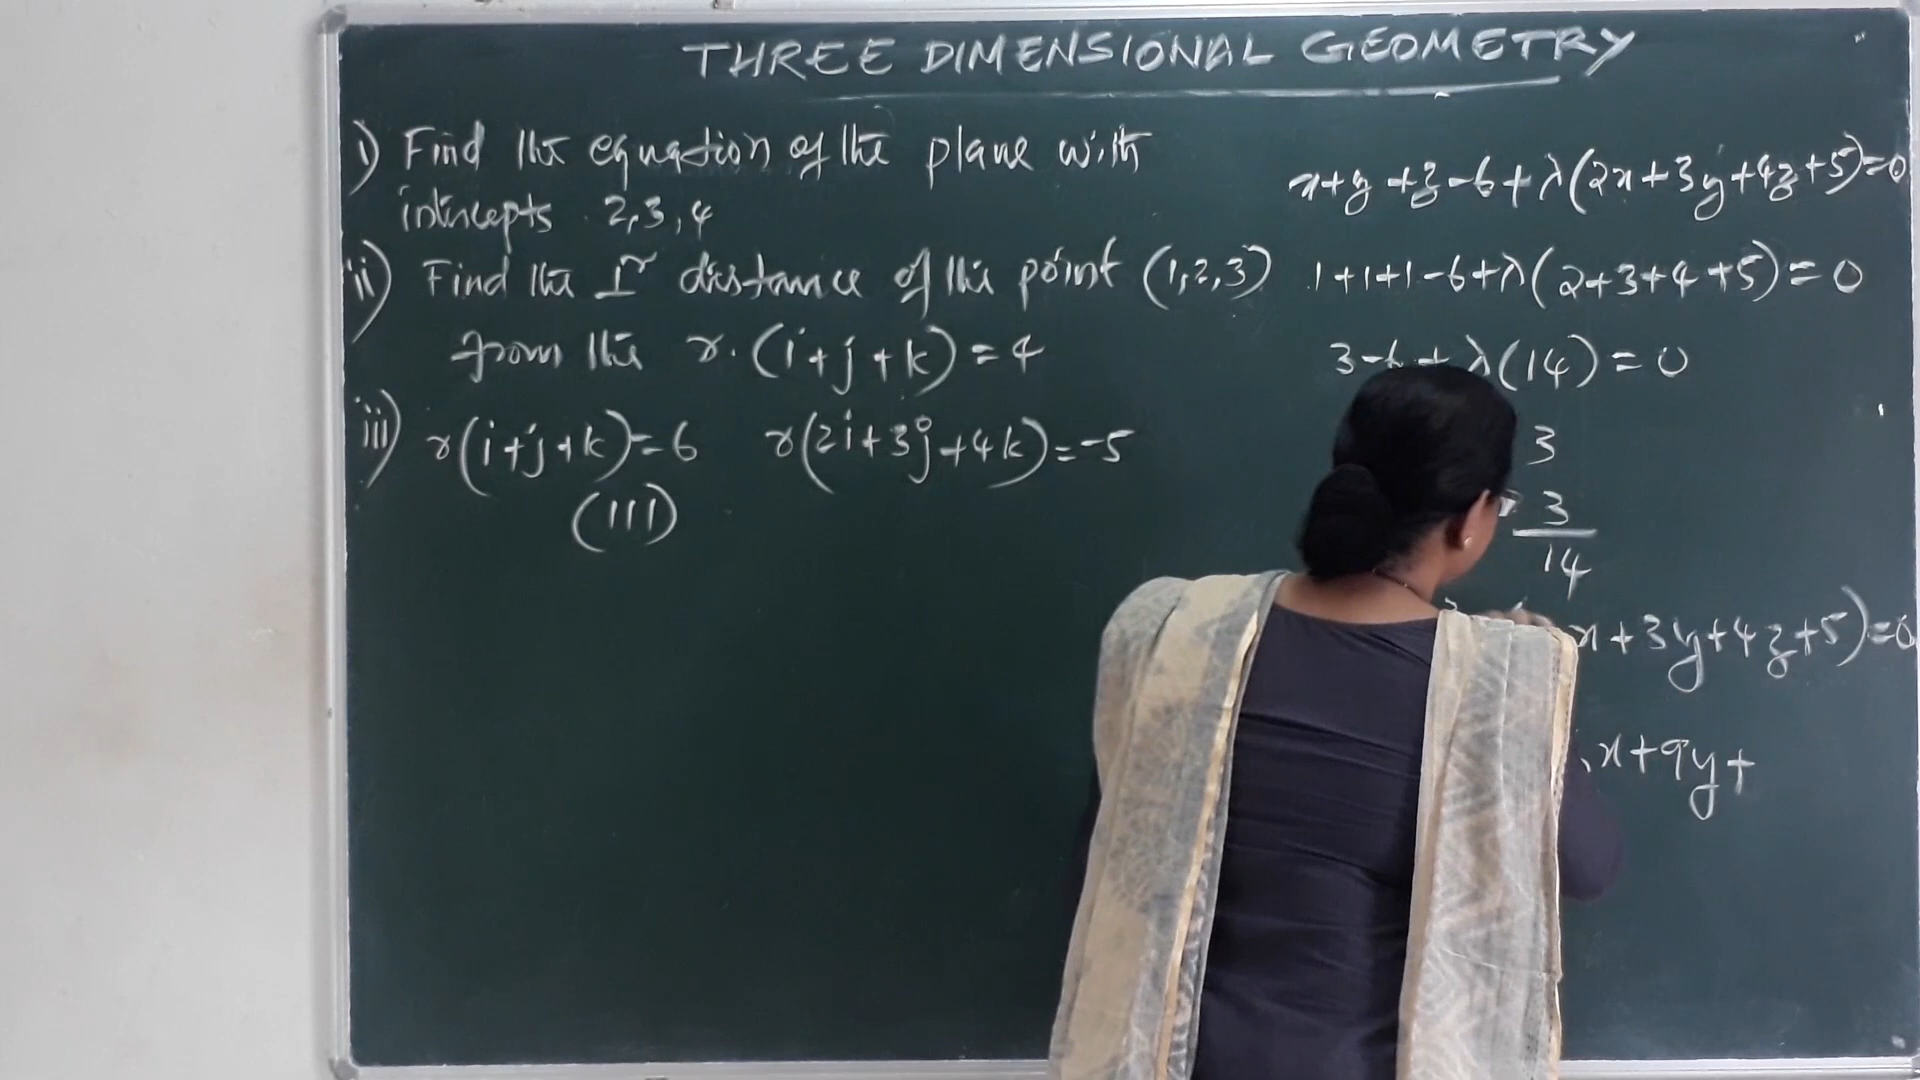 THREE DIMENSIONAL GEOMETRY
i) Find the equation of the plane with
intercepts 2,3,4
ii) Find the ⊥r distance of the point (1,2,3)
from the r.(i+j+k)=4
iii) r(i+j+k)=6 r(2i+3j+4k)=-5
(111)
x+y+z-6+λ(2x+3y+4z+5)=0
1+1+1-6+λ(2+3+4+5)=0
3-6+λ(14)=0
3
3
14
x+3y+4z+5)=0
x+9y+